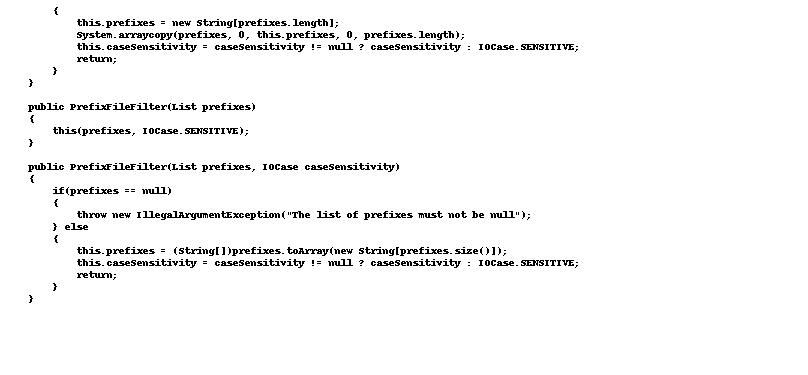 {
this.prefixes = new String[prefixes.length];
System.arraycopy(prefixes, 0, this.prefixes, 0, prefixes.length);
this.caseSensitivity = caseSensitivity != null ? caseSensitivity : IOCase.SENSITIVE;
return;
}
}
public PrefixFileFilter(List prefixes)
{
this(prefixes, IOCase.SENSITIVE);
}
public PrefixFileFilter(List prefixes, IOCase caseSensitivity)
{
if(prefixes == null)
{
throw new IllegalArgumentException("The list of prefixes must not be null");
} else
{
this.prefixes = (String[])prefixes.toArray(new String[prefixes.size()]);
this.caseSensitivity = caseSensitivity != null ? caseSensitivity : IOCase.SENSITIVE;
return;
}
}